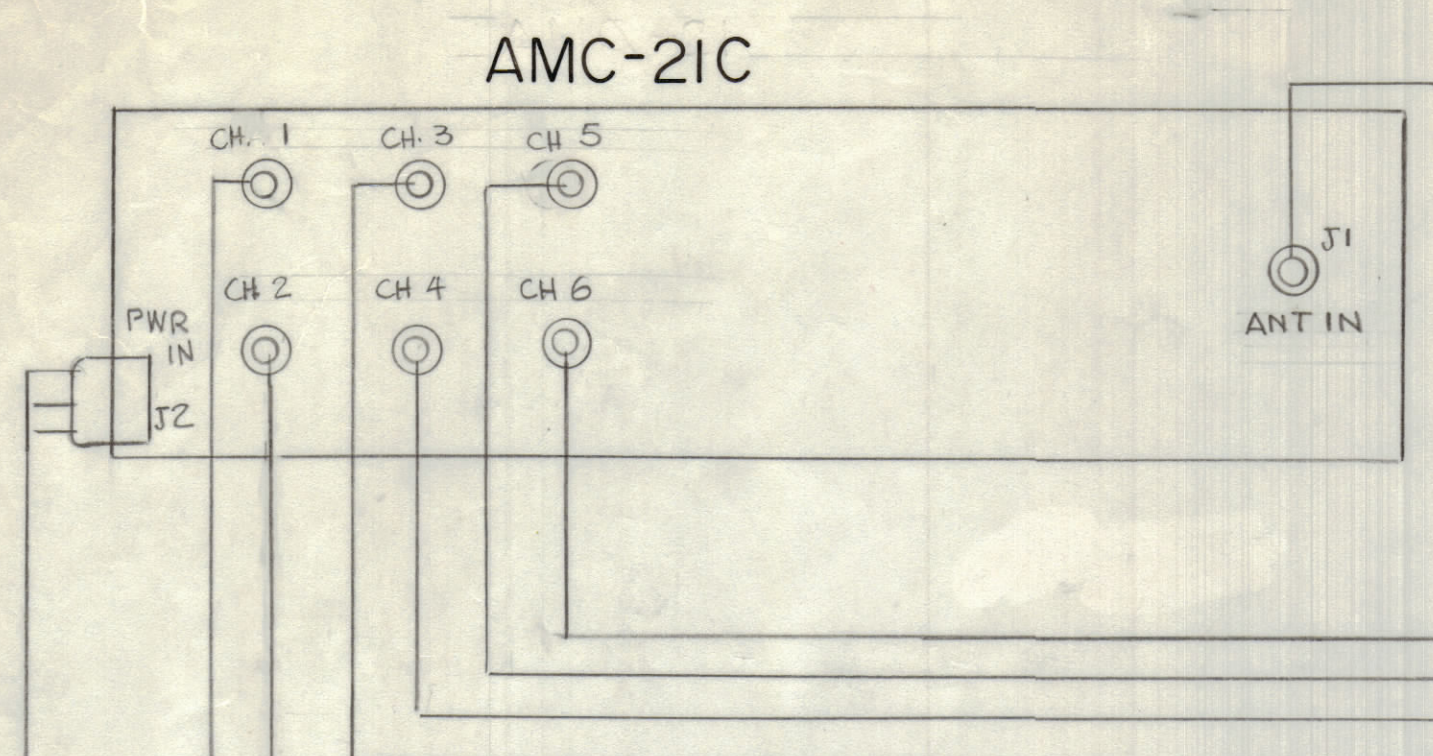 AMC-21C
CH. 1
CH. 3
CH 5
CH 2
CH 4
CH 6
PWR
IN
J2
J1
ANT IN